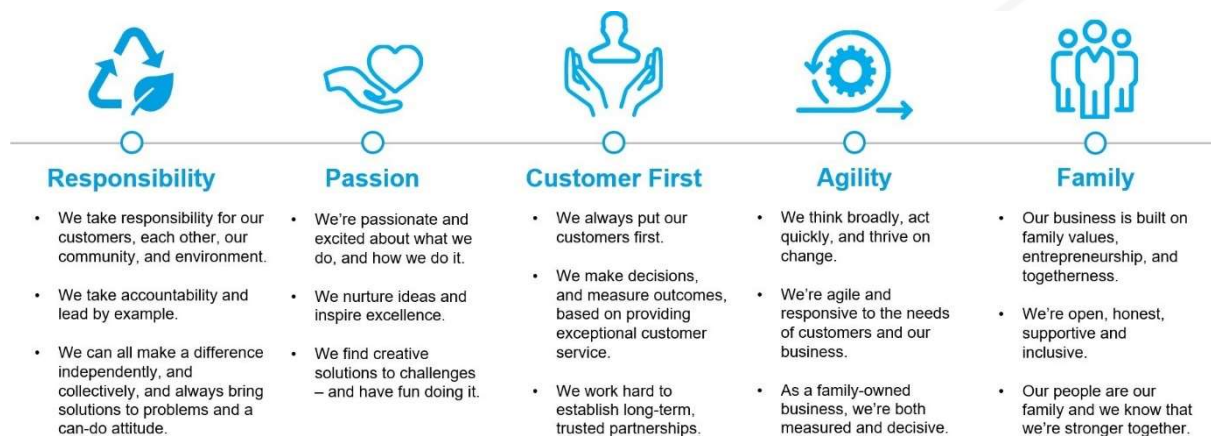 Responsibility
• We take responsibility for our
customers, each other, our
community, and environment.
• We take accountability and
lead by example.
• We can all make a difference
independently, and
collectively, and always bring
solutions to problems and a
can-do attitude.
Passion
• We're passionate and
excited about what we
do, and how we do it.
• We nurture ideas and
inspire excellence.
• We find creative
solutions to challenges
– and have fun doing it.
Customer First
• We always put our
customers first.
• We make decisions,
and measure outcomes,
based on providing
exceptional customer
service.
• We work hard to
establish long-term,
trusted partnerships.
Agility
• We think broadly, act
quickly, and thrive on
change.
• We're agile and
responsive to the needs
of customers and our
business.
• As a family-owned
business, we're both
measured and decisive.
Family
• Our business is built on
family values,
entrepreneurship, and
togetherness.
• We're open, honest,
supportive and
inclusive.
• Our people are our
family and we know that
we're stronger together.